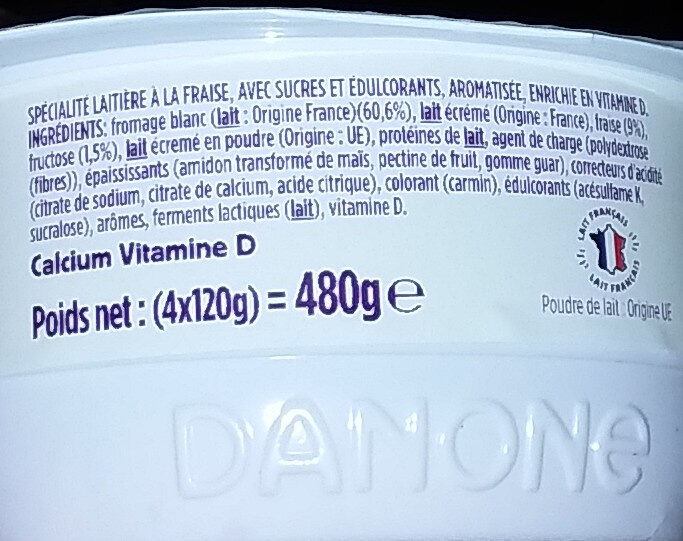 SPÉCIALITÉ LAITIÈRE À LA FRAISE, AVEC SUCRES ET ÉDULCORANTS, AROMATISÉE, ENRICHIE EN VITAMINE D.
INGRÉDIENTS: fromage blanc (lait : Origine France)(60,6%), lait écrémé (Origine : France), fraise (9%),
fructose (1,5%), lait écremé en poudre (Origine : UE), protéines de lait, agent de charge (polydextrose
(fibres)), épaississants (amidon transformé de maïs, pectine de fruit, gomme guar), correcteurs d'acidité
(citrate de sodium, citrate de calcium, acide citrique), colorant (carmin), édulcorants (acésulfame K,
sucralose), arômes, ferments lactiques (lait), vitamine D.
Calcium Vitamine D
Poids net : (4x120g) = 480g e
LAIT FRANÇAIS
LAIT FRANÇAIS
Poudre de lait : Origine UE
DANONE